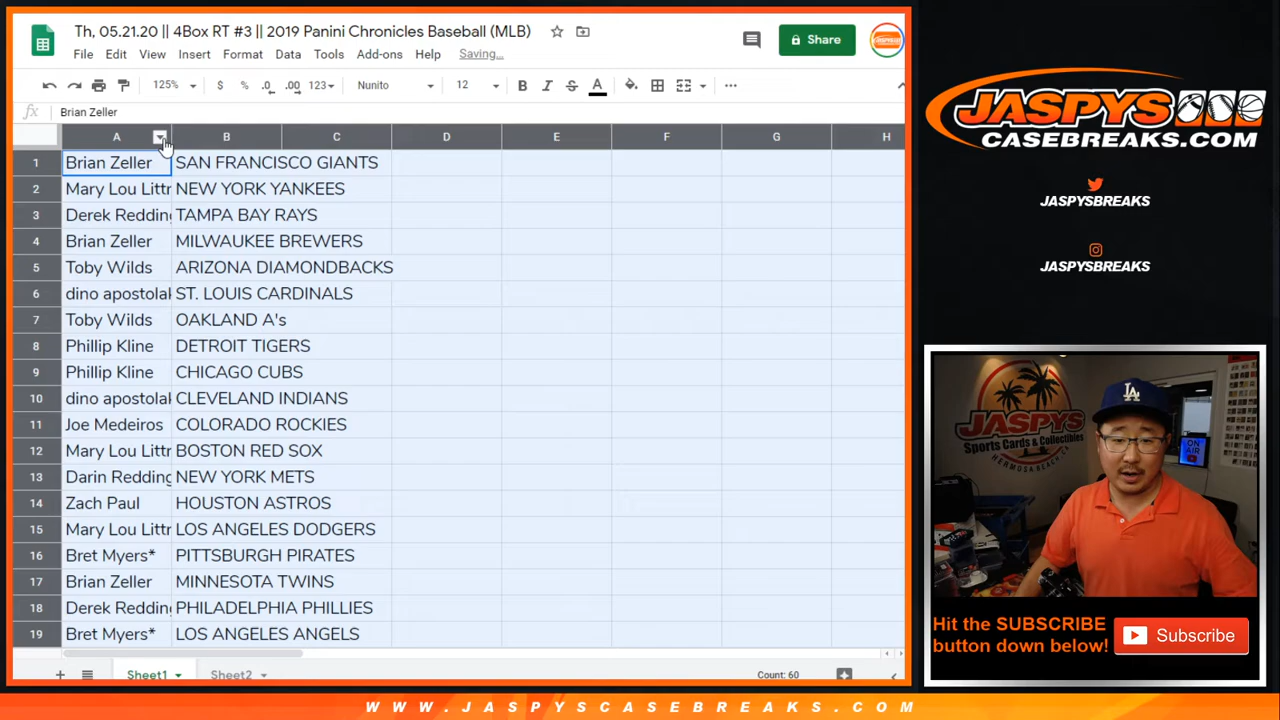 Th, 05.21.20 || 4Box RT #3 || 2019 Panini Chronicles Baseball (MLB)
File Edit View Insert Format Data Tools Add-ons Help Saving...
Share
125% $ % .0 .00 123 Nunito 12 B I S A
fx Brian Zeller
A B C D E F G H
1 Brian Zeller SAN FRANCISCO GIANTS
2 Mary Lou Littr NEW YORK YANKEES
3 Derek Redding TAMPA BAY RAYS
4 Brian Zeller MILWAUKEE BREWERS
5 Toby Wilds ARIZONA DIAMONDBACKS
6 dino apostolak ST. LOUIS CARDINALS
7 Toby Wilds OAKLAND A's
8 Phillip Kline DETROIT TIGERS
9 Phillip Kline CHICAGO CUBS
10 dino apostolak CLEVELAND INDIANS
11 Joe Medeiros COLORADO ROCKIES
12 Mary Lou Littr BOSTON RED SOX
13 Darin Redding NEW YORK METS
14 Zach Paul HOUSTON ASTROS
15 Mary Lou Littr LOS ANGELES DODGERS
16 Bret Myers* PITTSBURGH PIRATES
17 Brian Zeller MINNESOTA TWINS
18 Derek Redding PHILADELPHIA PHILLIES
19 Bret Myers* LOS ANGELES ANGELS
Sheet1 Sheet2 Count: 60
JASPYS
CASEBREAKS.COM
JASPYSBREAKS
JASPYSBREAKS
JASPYS
Sports Cards & Collectibles
HERMOSA BEACH
LA
ON AIR
Hit the SUBSCRIBE
button down below!
Subscribe
WWW.JASPYSCASEBREAKS.COM